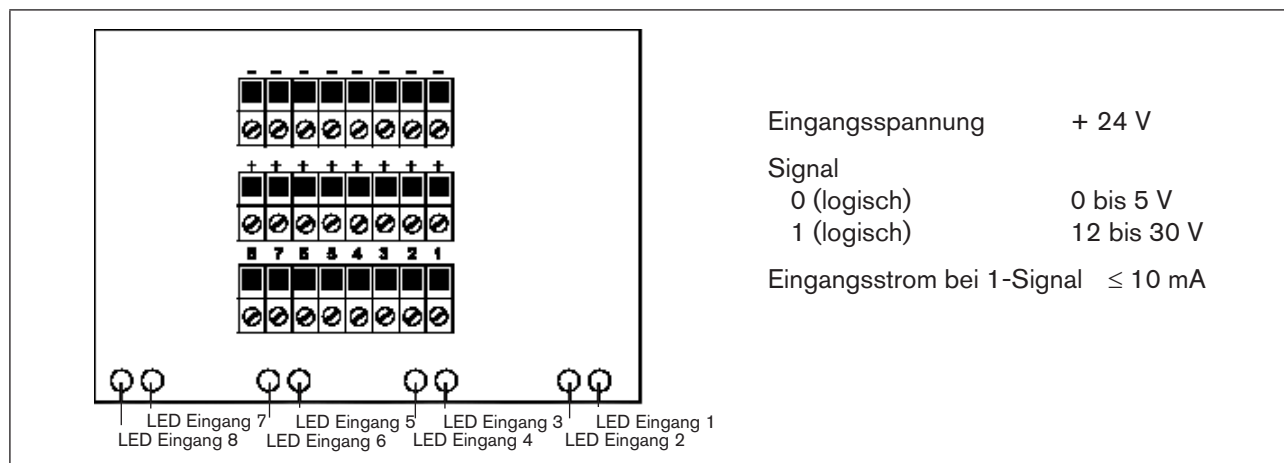 - - - - - - - -
+ + + + + + + +
8 7 6 5 4 3 2 1
LED Eingang 7 LED Eingang 5 LED Eingang 3 LED Eingang 1
LED Eingang 8 LED Eingang 6 LED Eingang 4 LED Eingang 2
Eingangsspannung + 24 V
Signal
0 (logisch) 0 bis 5 V
1 (logisch) 12 bis 30 V
Eingangsstrom bei 1-Signal ≤ 10 mA